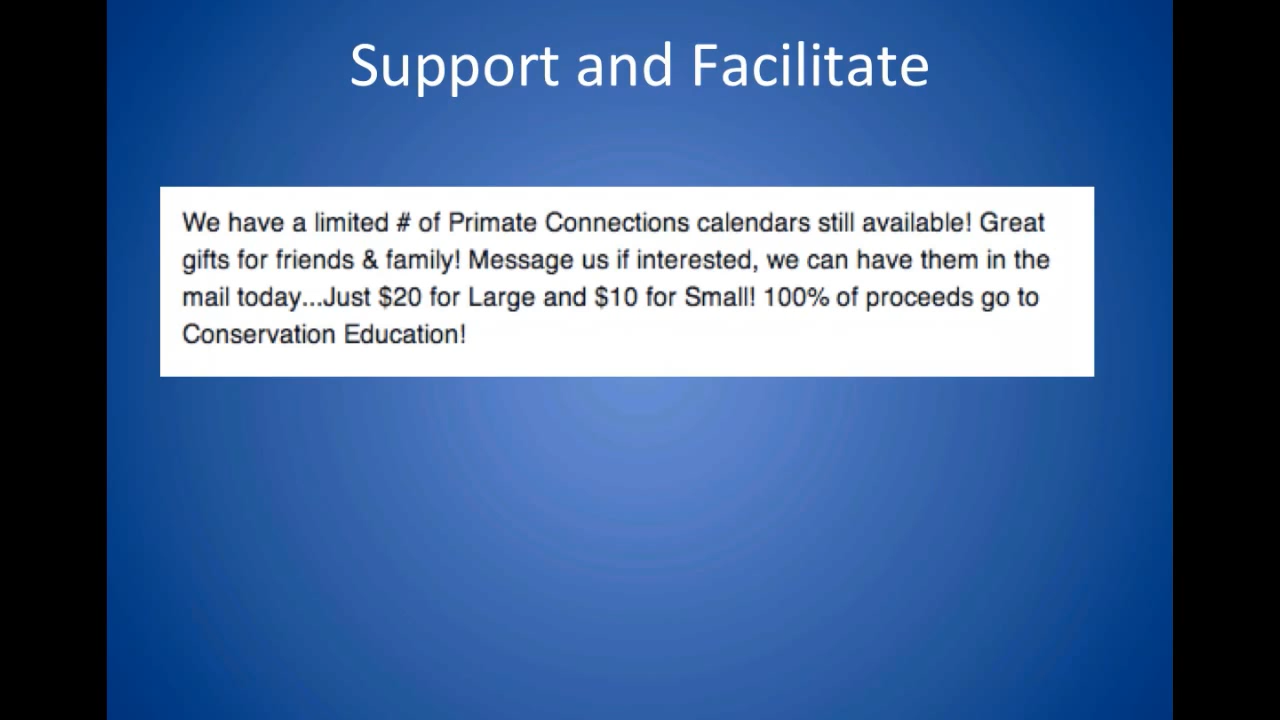 Support and Facilitate
We have a limited # of Primate Connections calendars still available! Great
gifts for friends & family! Message us if interested, we can have them in the
mail today...Just $20 for Large and $10 for Small! 100% of proceeds go to
Conservation Education!